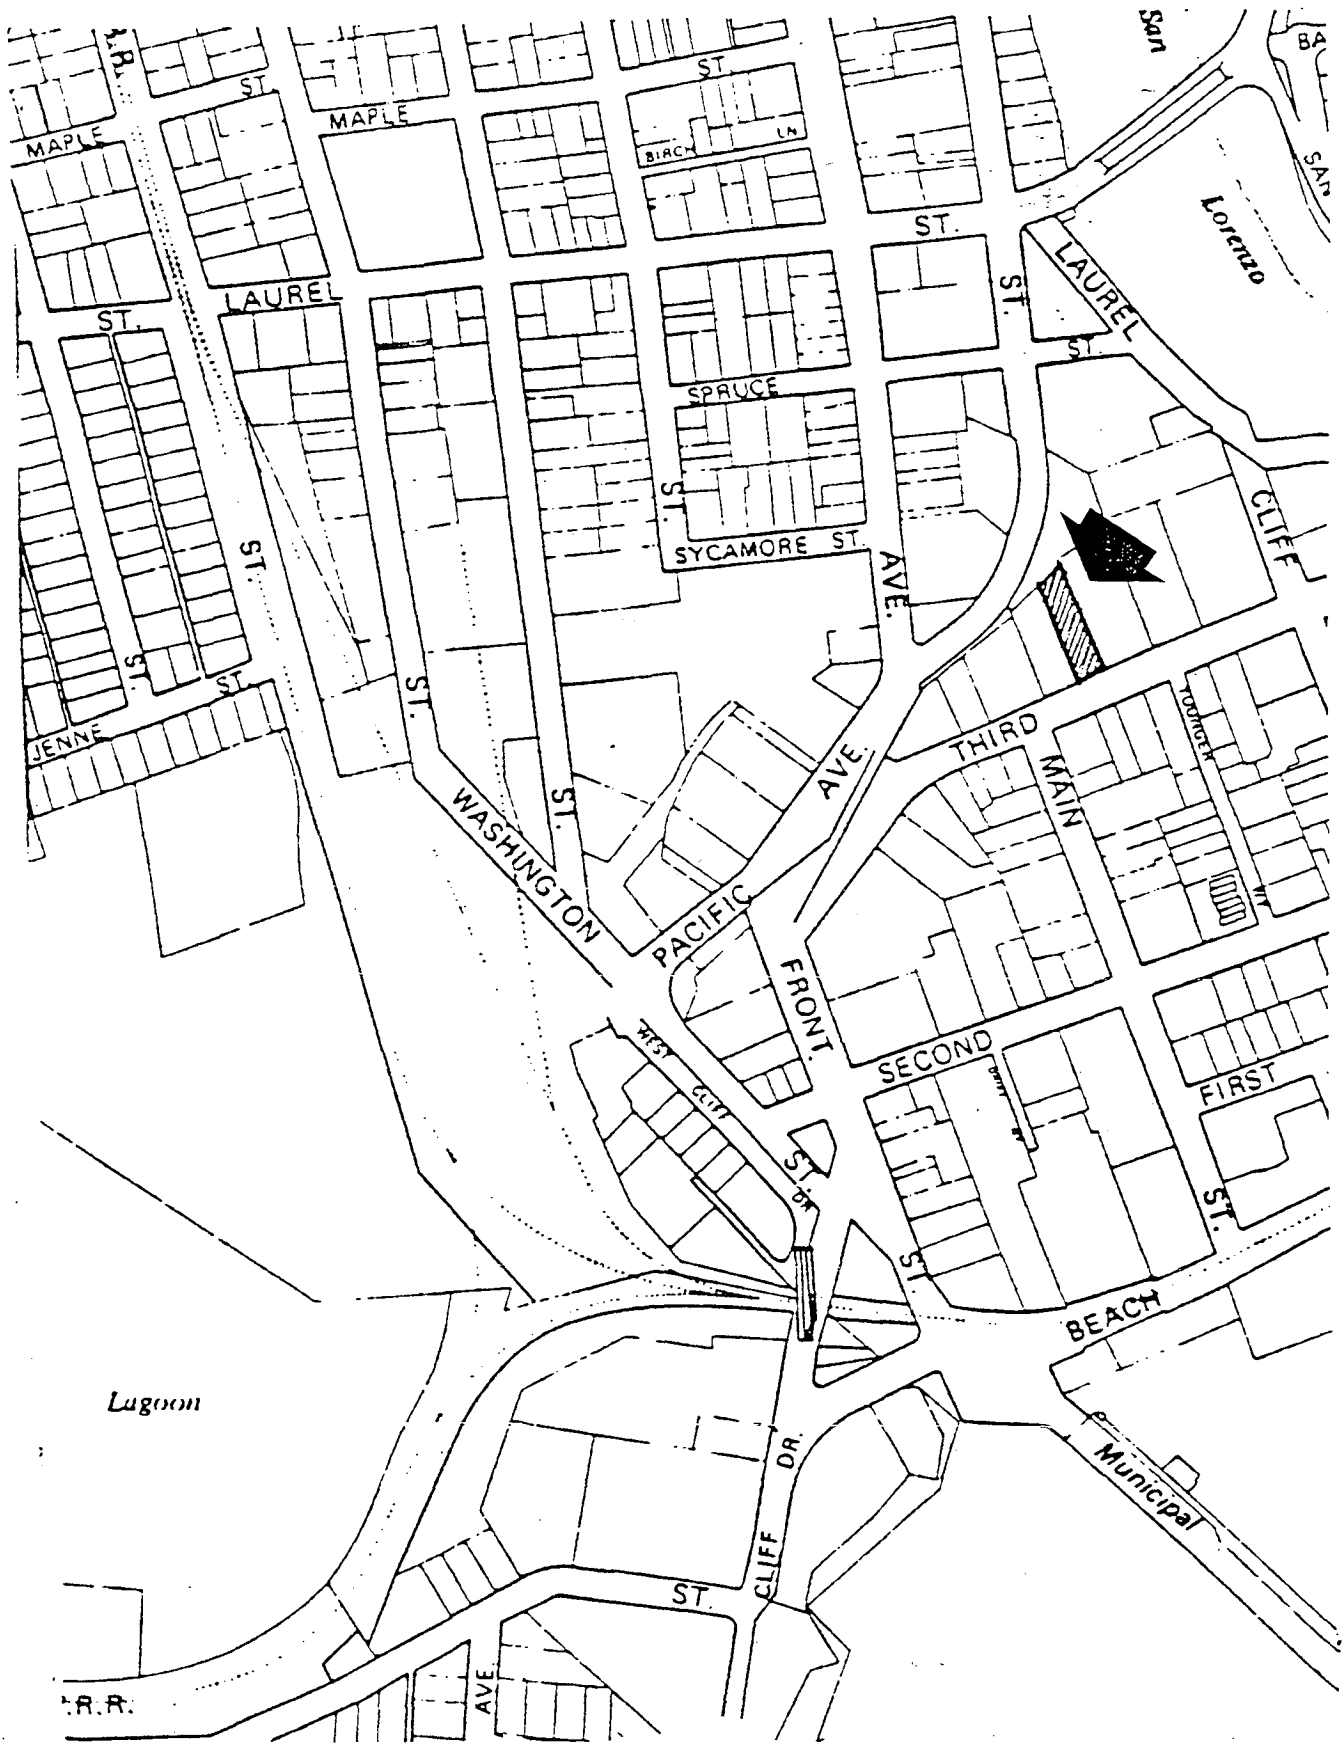 San
R.R.
BA
ST.
ST.
MAPLE
MAPLE
BIRCH
LN
SAN
Lorenzo
ST.
LAUREL
ST.
LAUREL
ST.
ST.
SPRUCE
ST.
CLIFF
ST.
SYCAMORE ST.
AVE.
ST.
ST.
ST.
ST.
JENNE
YOUNGER
THIRD
MAIN
AVE.
ST.
WASHINGTON
PACIFIC
FRONT
SECOND
WEST
CLIFF
FIRST
ST.
DR.
ST.
ST
BEACH
Lagoon
DR.
Municipal
CLIFF
ST.
AVE
R.R.